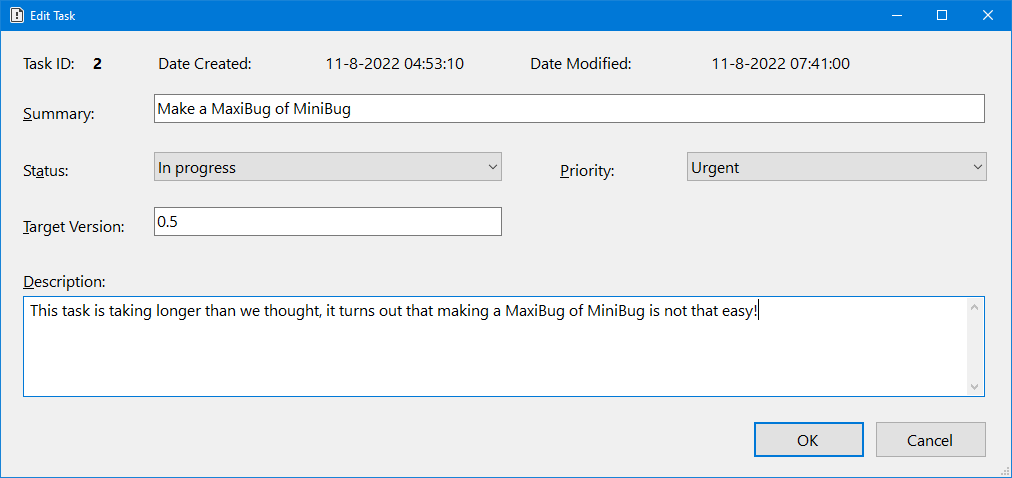 Edit Task
Task ID: 2 Date Created: 11-8-2022 04:53:10 Date Modified: 11-8-2022 07:41:00
Summary: Make a MaxiBug of MiniBug
Status: In progress Priority: Urgent
Target Version: 0.5
Description:
This task is taking longer than we thought, it turns out that making a MaxiBug of MiniBug is not that easy!
OK Cancel